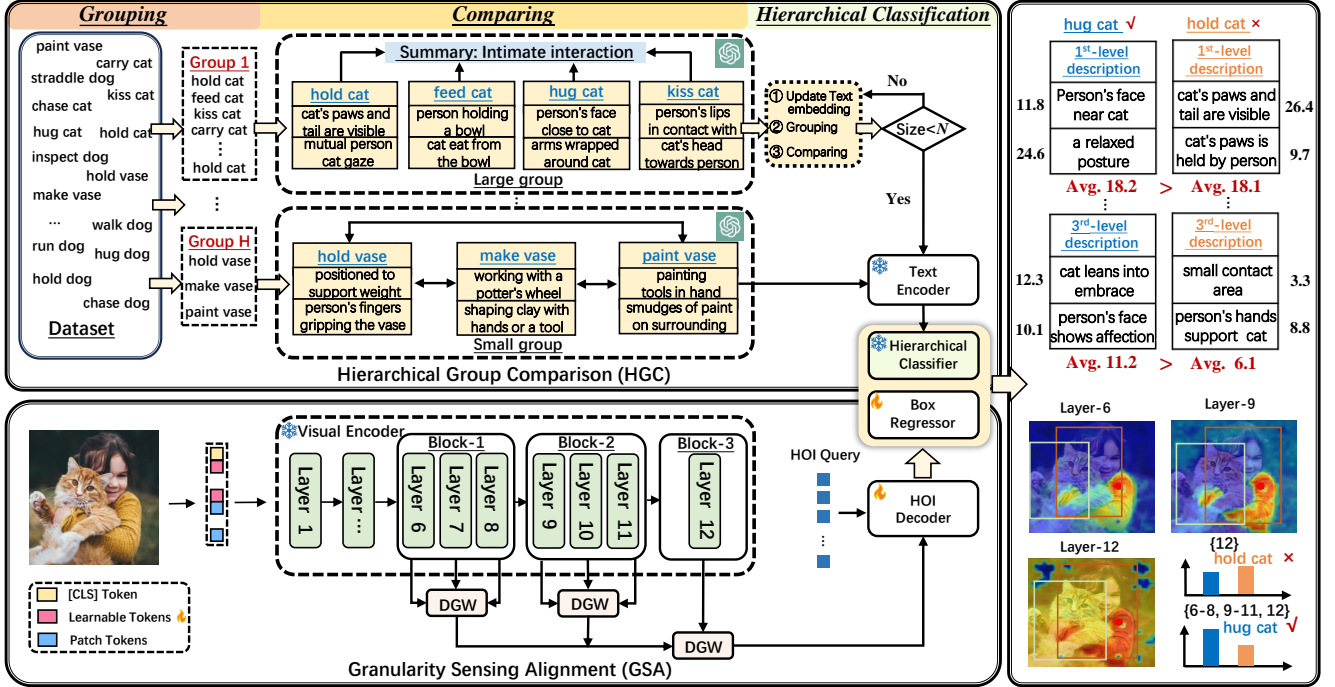 Grouping
Comparing
Hierarchical Classification
paint vase
carry cat
straddle dog
kiss cat
chase cat
hug cat
hold cat
inspect dog
hold vase
make vase
...
walk dog
run dog
hug dog
hold dog
chase dog
Dataset
Group 1
hold cat
feed cat
kiss cat
carry cat
...
hold cat
...
Group H
hold vase
make vase
paint vase
Summary: Intimate interaction
hold cat
cat's paws and
tail are visible
mutual person
cat gaze
feed cat
person holding
a bowl
cat eat from
the bowl
hug cat
person's face
close to cat
arms wrapped
around cat
kiss cat
person's lips
in contact with
cat's head
towards person
Large group
...
hold vase
positioned to
support weight
person's fingers
gripping the vase
make vase
working with a
potter's wheel
shaping clay with
hands or a tool
paint vase
painting
tools in hand
smudges of paint
on surrounding
Small group
① Update Text
embedding
② Grouping
③ Comparing
No
Size<N
Yes
Text
Encoder
Hierarchical
Classifier
Box
Regressor
Hierarchical Group Comparison (HGC)
Visual Encoder
Layer 1
Layer ...
Block-1
Layer 6
Layer 7
Layer 8
Block-2
Layer 9
Layer 10
Layer 11
Block-3
Layer 12
DGW
DGW
DGW
HOI Query
...
HOI
Decoder
[CLS] Token
Learnable Tokens
Patch Tokens
Granularity Sensing Alignment (GSA)
hug cat √
hold cat ×
1st-level
description
1st-level
description
11.8
Person's face
near cat
cat's paws and
tail are visible
26.4
24.6
a relaxed
posture
cat's paws is
held by person
9.7
Avg. 18.2 > Avg. 18.1
...
...
3rd-level
description
3rd-level
description
12.3
cat leans into
embrace
small contact
area
3.3
10.1
person's face
shows affection
person's hands
support cat
8.8
Avg. 11.2 > Avg. 6.1
Layer-6
Layer-9
Layer-12
{12}
hold cat ×
{6-8, 9-11, 12}
hug cat √